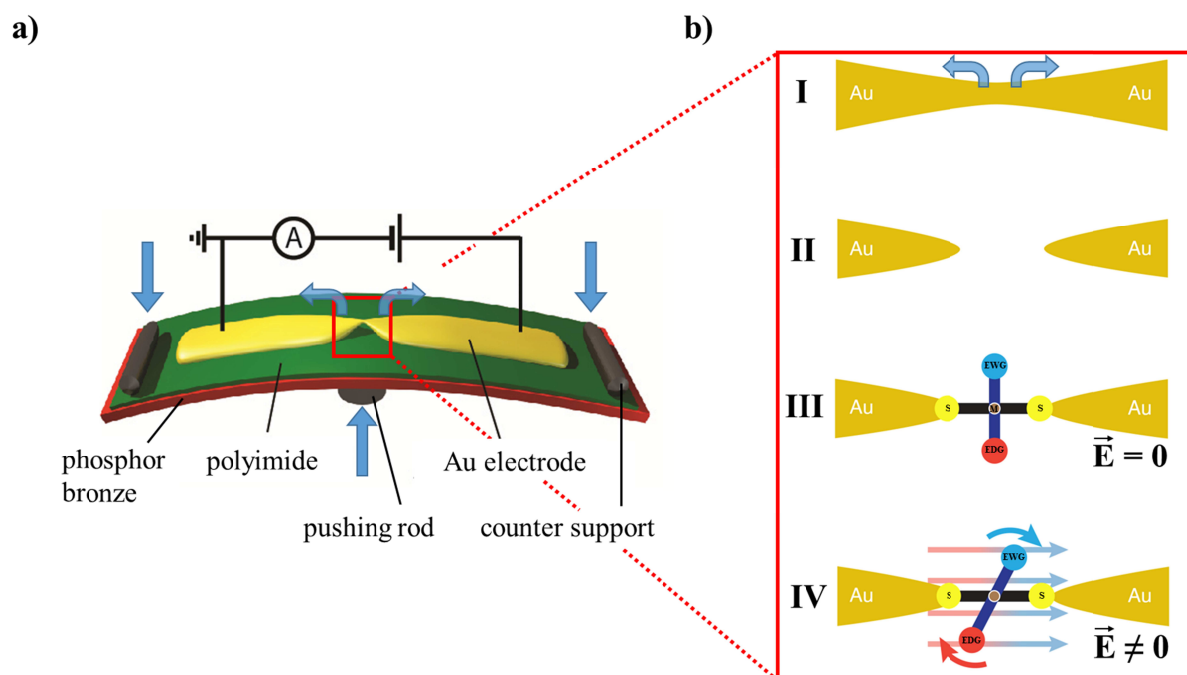 a)
A
phosphor
bronze
polyimide
Au electrode
pushing rod
counter support
b)
I
Au
Au
II
Au
Au
III
Au
S
EWG
M
EDG
S
Au
E = 0
IV
Au
S
EWG
EDG
S
Au
E ≠ 0